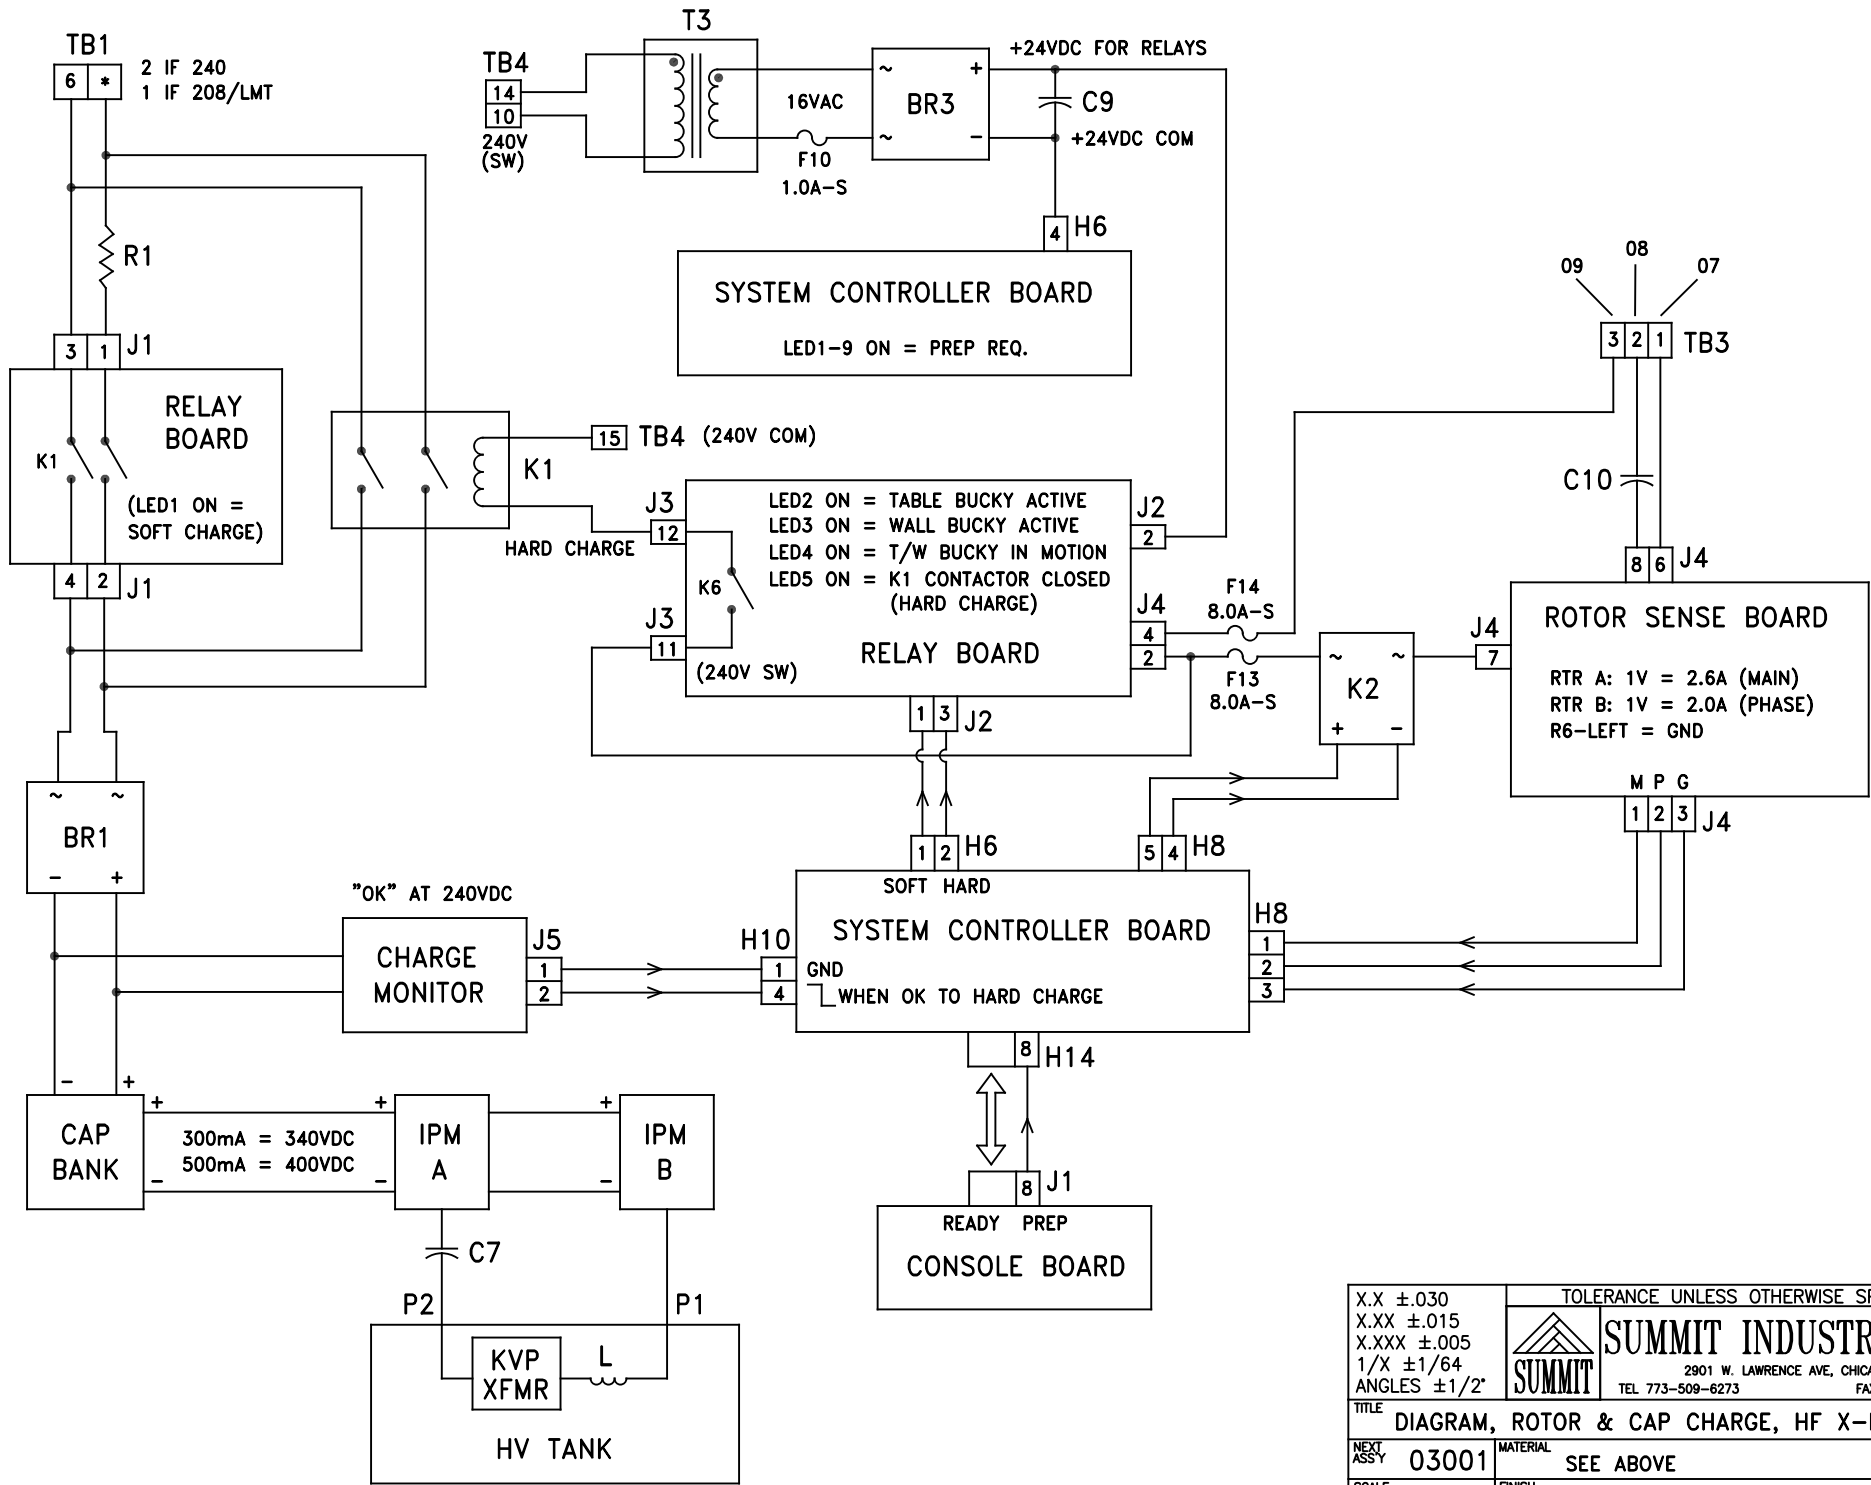 T3
TB1
2 IF 240
1 IF 208/LMT
6 *
TB4
14
10
240V
(SW)
16VAC
F10
1.0A-S
~ +
BR3
~ -
+24VDC FOR RELAYS
C9
+24VDC COM
4 H6
SYSTEM CONTROLLER BOARD
LED1-9 ON = PREP REQ.
R1
3 1 J1
RELAY
BOARD
K1
(LED1 ON =
SOFT CHARGE)
4 2 J1
15 TB4 (240V COM)
K1
HARD CHARGE
J3
12
J3
11
(240V SW)
K6
LED2 ON = TABLE BUCKY ACTIVE
LED3 ON = WALL BUCKY ACTIVE
LED4 ON = T/W BUCKY IN MOTION
LED5 ON = K1 CONTACTOR CLOSED
(HARD CHARGE)
RELAY BOARD
J2
2
J4
4
2
1 3 J2
F14
8.0A-S
F13
8.0A-S
~ ~
K2
+ -
09 08 07
3 2 1 TB3
C10
8 6 J4
J4
7
ROTOR SENSE BOARD
RTR A: 1V = 2.6A (MAIN)
RTR B: 1V = 2.0A (PHASE)
R6-LEFT = GND
M P G
1 2 3 J4
~ ~
BR1
- +
"OK" AT 240VDC
CHARGE
MONITOR
J5
1
2
H10
1
4
1 2 H6
5 4 H8
SOFT HARD
SYSTEM CONTROLLER BOARD
GND
WHEN OK TO HARD CHARGE
H8
1
2
3
8 H14
8 J1
READY PREP
CONSOLE BOARD
- +
CAP
BANK
+ +
300mA = 340VDC
500mA = 400VDC
- -
IPM
A
+
-
IPM
B
C7
P2 P1
KVP
XFMR
L
HV TANK
X.X ±.030
X.XX ±.015
X.XXX ±.005
1/X ±1/64
ANGLES ±1/2°
TOLERANCE UNLESS OTHERWISE SP
SUMMIT
SUMMIT INDUSTR
2901 W. LAWRENCE AVE, CHICA
TEL 773-509-6273 FAX
TITLE
DIAGRAM, ROTOR & CAP CHARGE, HF X-
NEXT
ASS'Y
03001
MATERIAL
SEE ABOVE